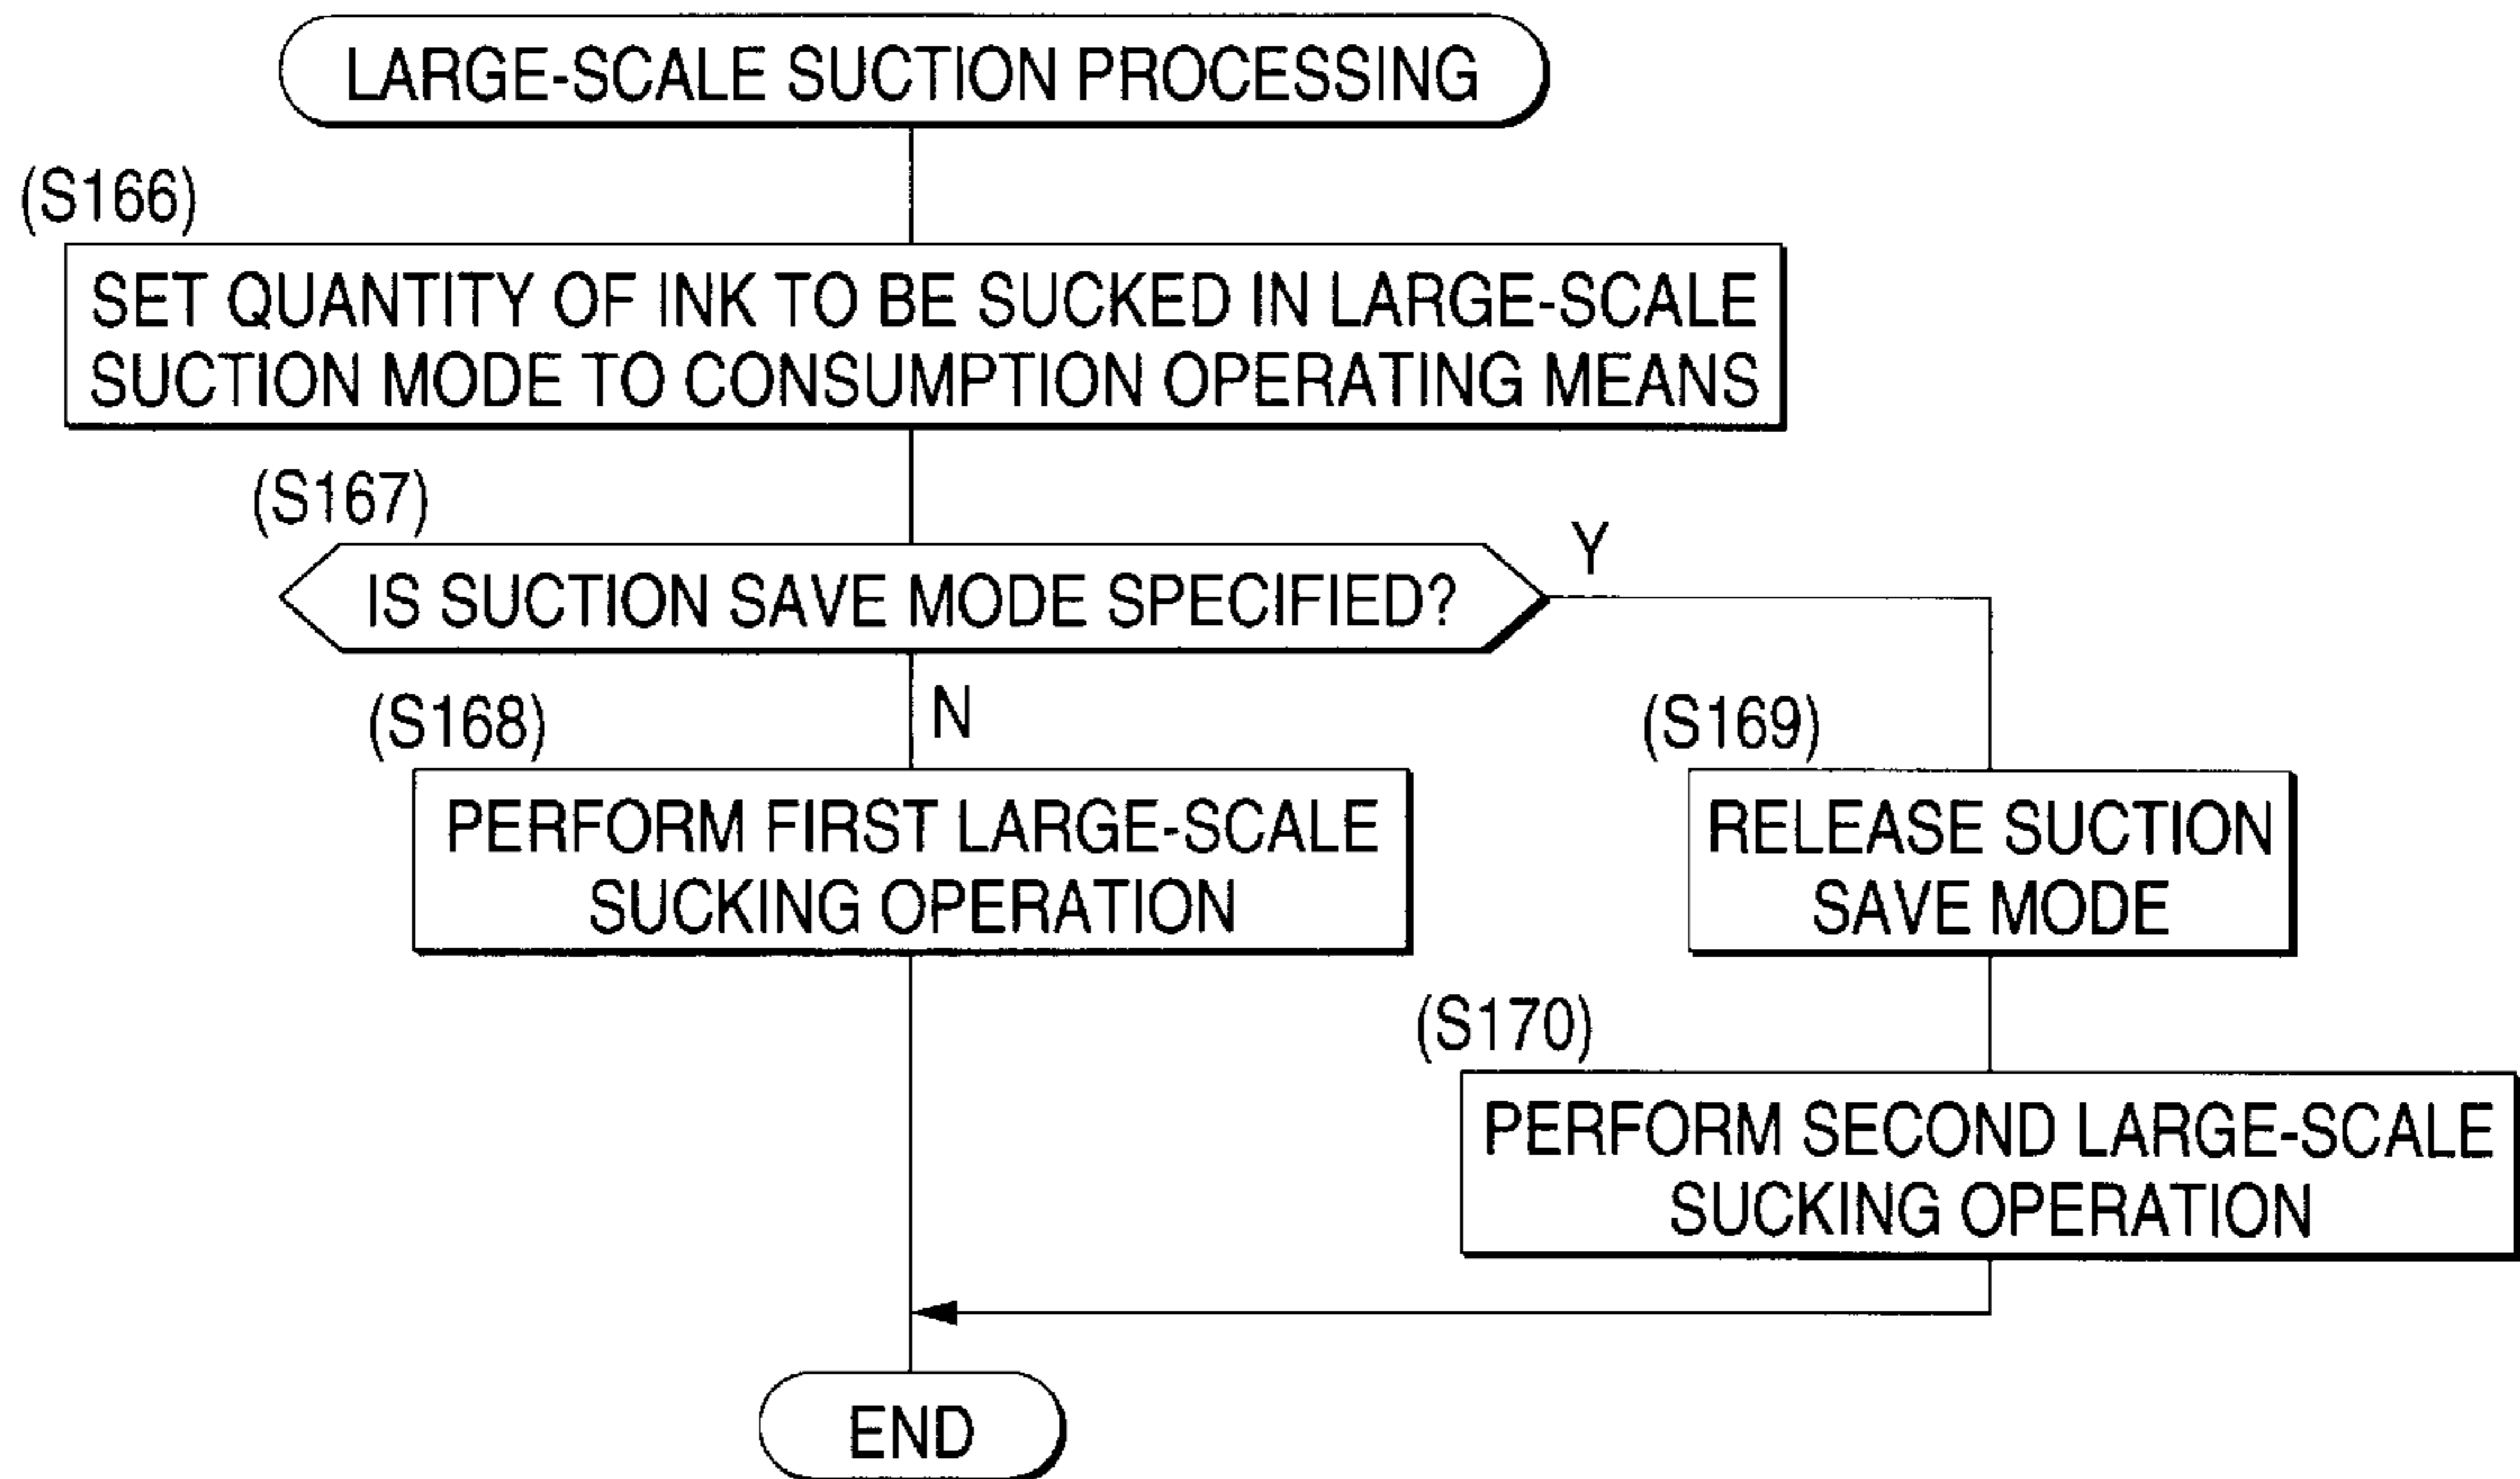 LARGE-SCALE SUCTION PROCESSING
(S166)
SET QUANTITY OF INK TO BE SUCKED IN LARGE-SCALE
SUCTION MODE TO CONSUMPTION OPERATING MEANS
(S167)
IS SUCTION SAVE MODE SPECIFIED?
Y
N
(S168)
PERFORM FIRST LARGE-SCALE
SUCKING OPERATION
(S169)
RELEASE SUCTION
SAVE MODE
(S170)
PERFORM SECOND LARGE-SCALE
SUCKING OPERATION
END